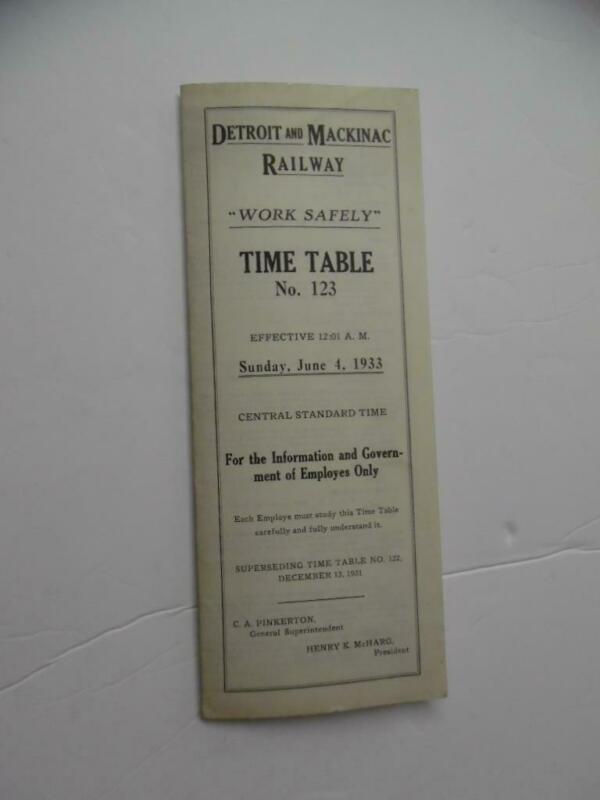 DETROIT AND MACKINAC
RAILWAY
"WORK SAFELY"
TIME TABLE
No. 123
EFFECTIVE 12:01 A. M.
Sunday, June 4, 1933
CENTRAL STANDARD TIME
For the Information and Govern-
ment of Employes Only
Each Employe must study this Time Table
carefully and fully understand it.
SUPERSEDING TIME TABLE NO. 122,
DECEMBER 13, 1931
C. A. PINKERTON,
General Superintendent
HENRY K. McHARG,
President